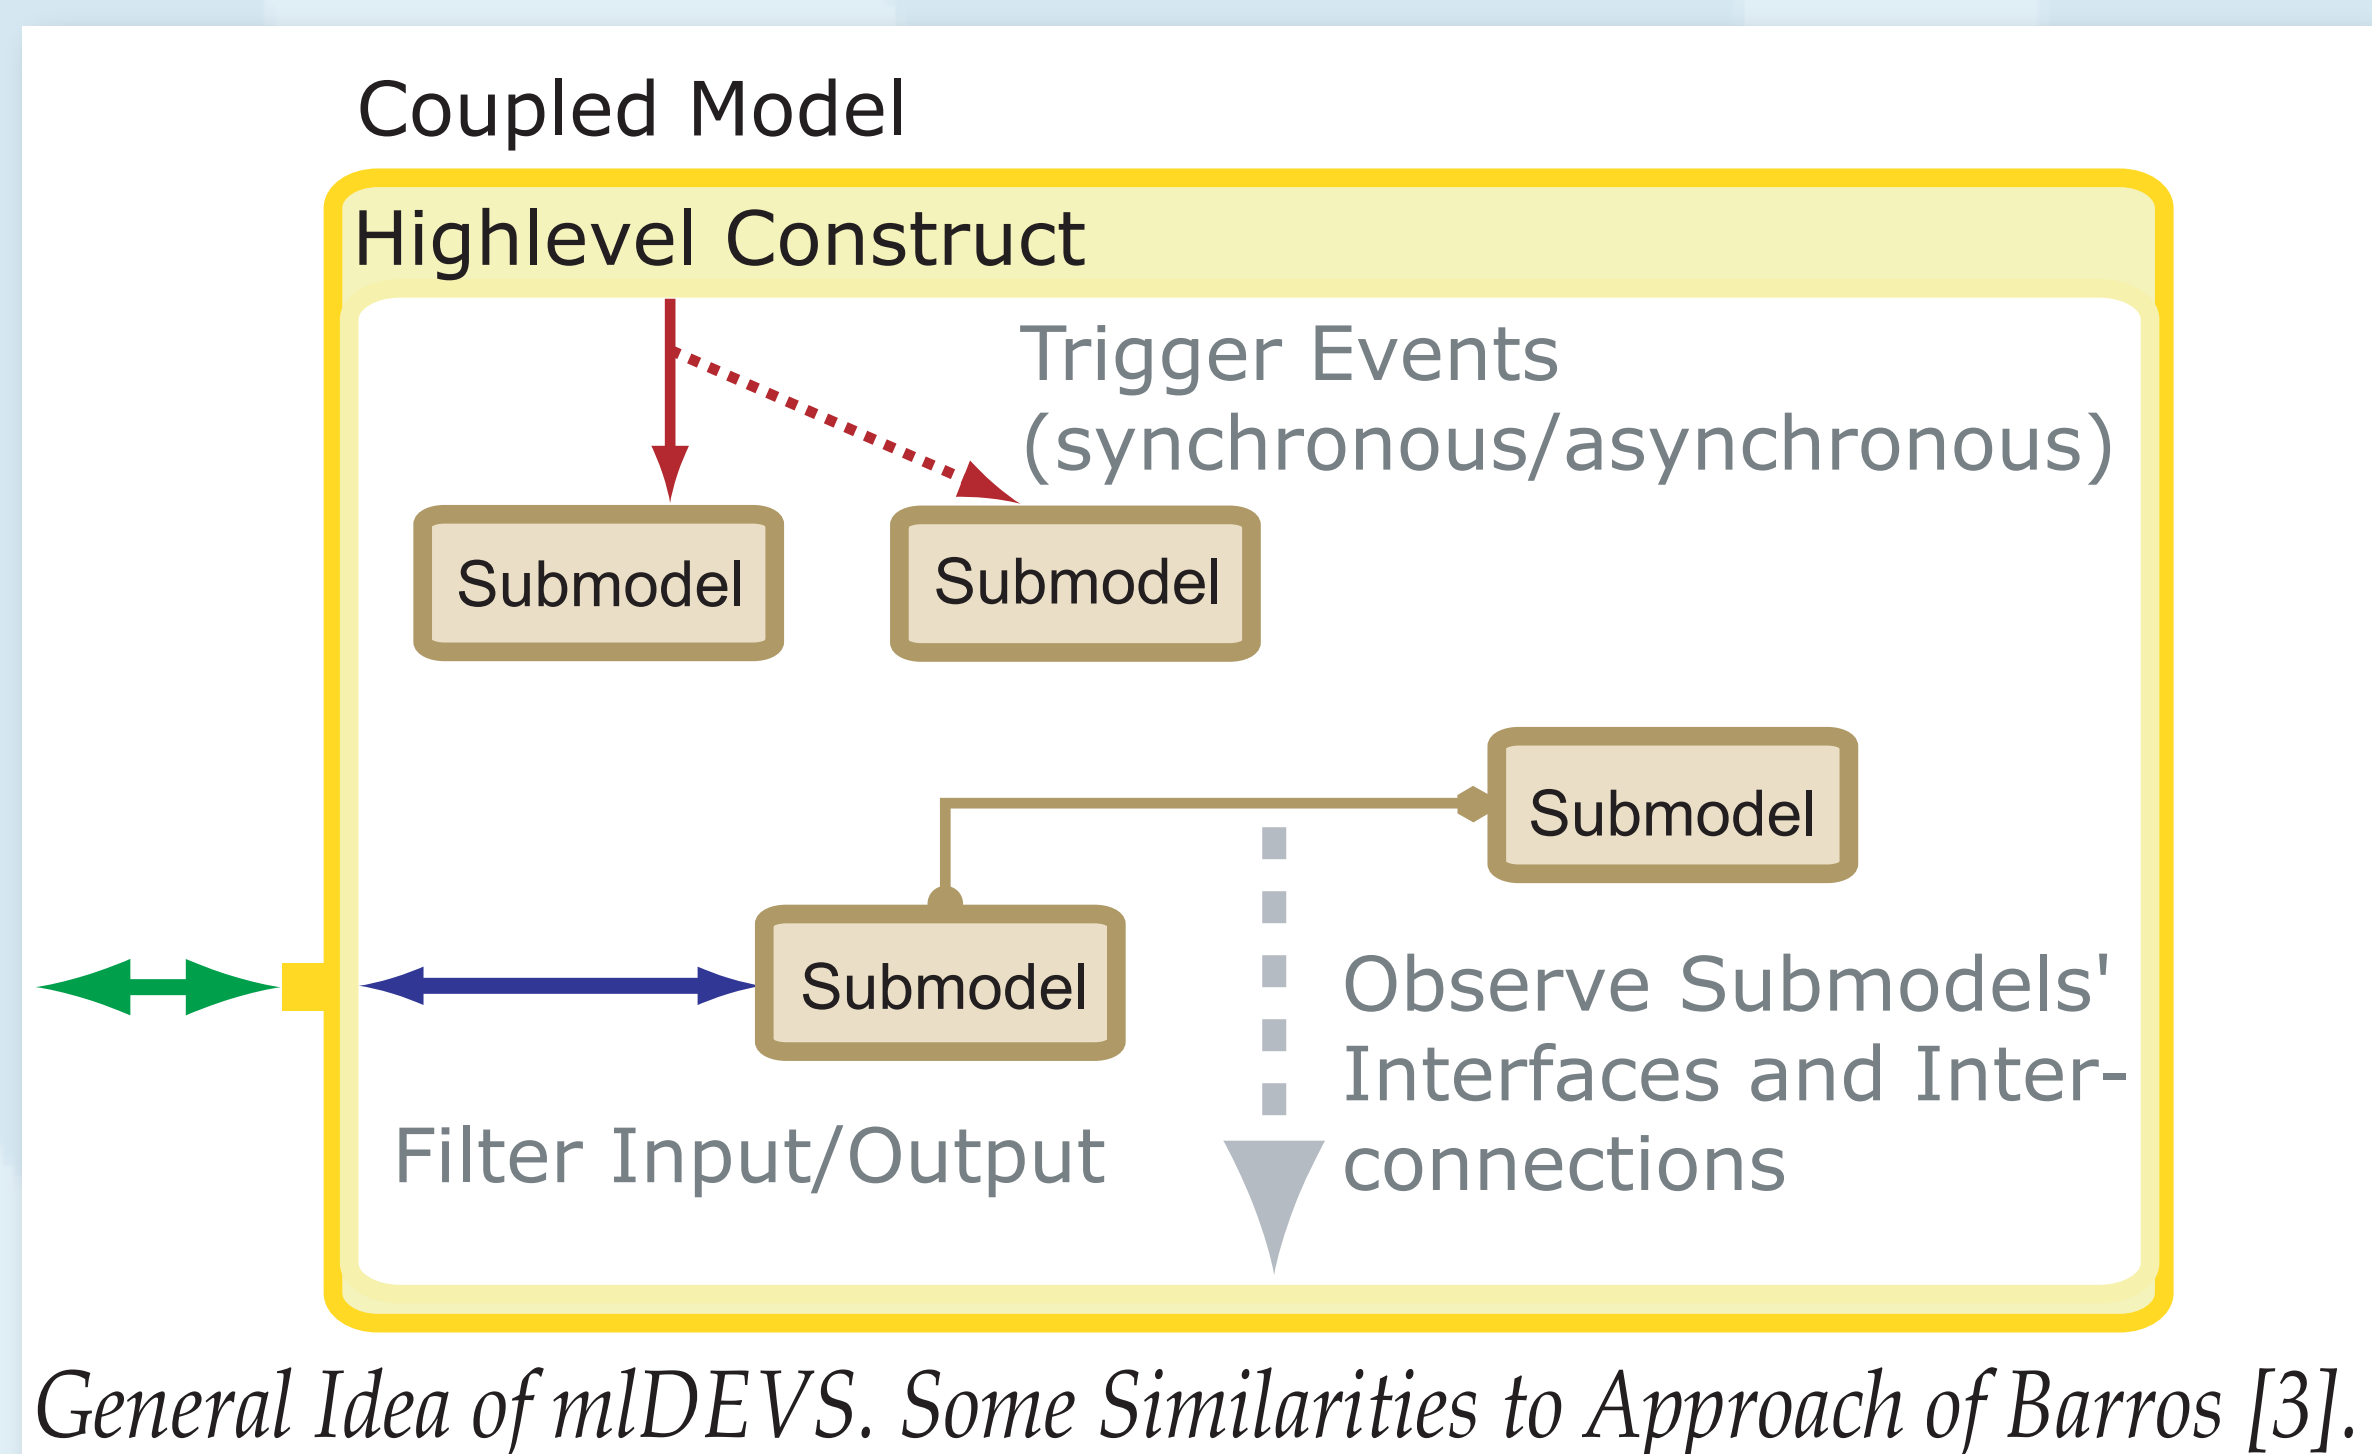 Coupled Model
Highlevel Construct
Trigger Events
(synchronous/asynchronous)
Submodel
Submodel
Submodel
Submodel
Observe Submodels'
Interfaces and Inter-
connections
Filter Input/Output
General Idea of mlDEVS. Some Similarities to Approach of Barros [3].